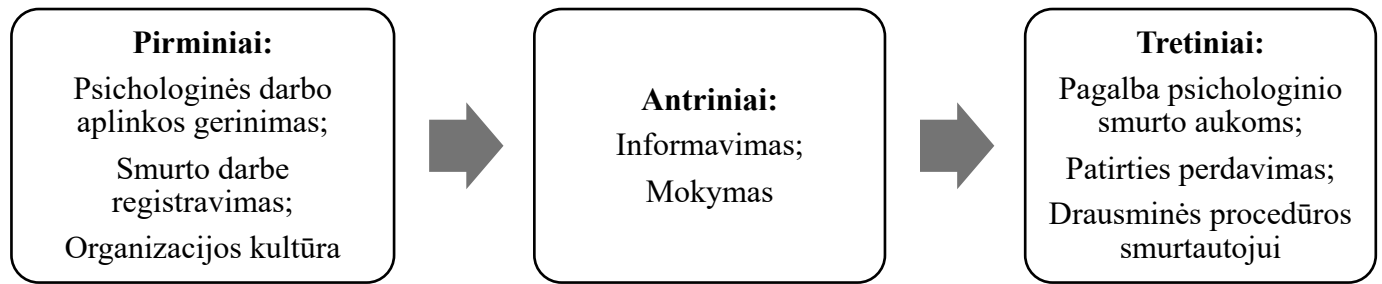 Pirminiai:
Psichologinės darbo
aplinkos gerinimas;
Smurto darbe
registravimas;
Organizacijos kultūra
Antriniai:
Informavimas;
Mokymas
Tretiniai:
Pagalba psichologinio
smurto aukoms;
Patirties perdavimas;
Drausminės procedūros
smurtautojui